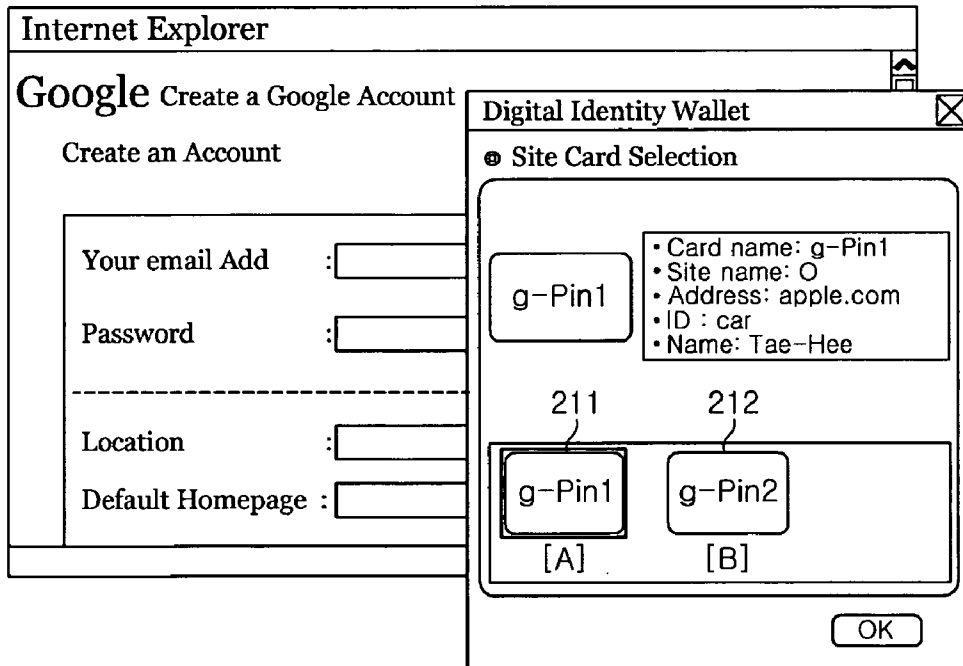 Internet Explorer
Google Create a Google Account
Create an Account
Your email Add :
Password :
Location :
Default Homepage :
Digital Identity Wallet
Site Card Selection
g-Pin1
• Card name: g-Pin1
• Site name: O
• Address: apple.com
• ID : car
• Name: Tae-Hee
211 212
g-Pin1 g-Pin2
[A] [B]
OK